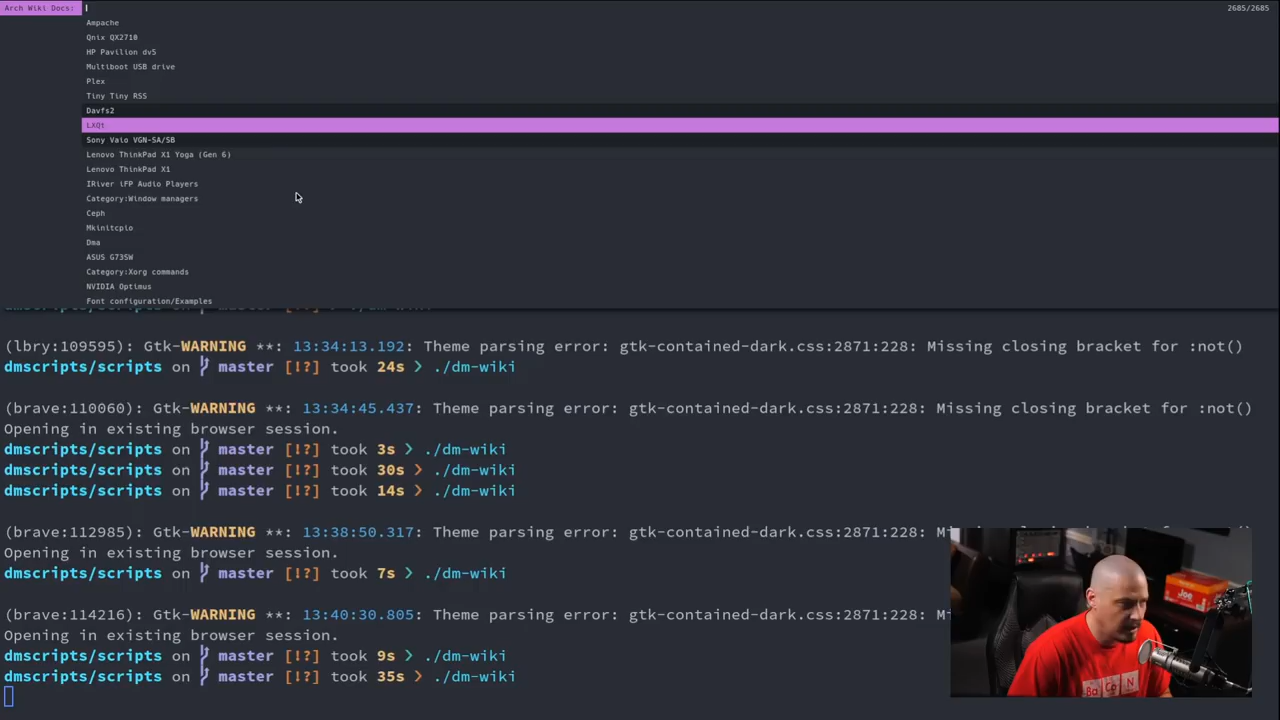 Arch Wiki Docs: 2685/2685
Ampache
Qnix QX2710
HP Pavilion dv5
Multiboot USB drive
Plex
Tiny Tiny RSS
Davfs2
LXQt
Sony Vaio VGN-SA/SB
Lenovo ThinkPad X1 Yoga (Gen 6)
Lenovo ThinkPad X1
IRiver iFP Audio Players
Category:Window managers
Ceph
Mkinitcpio
Dma
ASUS G73SW
Category:Xorg commands
NVIDIA Optimus
Font configuration/Examples
(lbry:109595): Gtk-WARNING **: 13:34:13.192: Theme parsing error: gtk-contained-dark.css:2871:228: Missing closing bracket for :not()
dmscripts/scripts on master [!?] took 24s > ./dm-wiki
(brave:110060): Gtk-WARNING **: 13:34:45.437: Theme parsing error: gtk-contained-dark.css:2871:228: Missing closing bracket for :not()
Opening in existing browser session.
dmscripts/scripts on master [!?] took 3s > ./dm-wiki
dmscripts/scripts on master [!?] took 30s > ./dm-wiki
dmscripts/scripts on master [!?] took 14s > ./dm-wiki
(brave:112985): Gtk-WARNING **: 13:38:50.317: Theme parsing error: gtk-contained-dark.css:2871:228:
Opening in existing browser session.
dmscripts/scripts on master [!?] took 7s > ./dm-wiki
(brave:114216): Gtk-WARNING **: 13:40:30.805: Theme parsing error: gtk-contained-dark.css:2871:228:
Opening in existing browser session.
dmscripts/scripts on master [!?] took 9s > ./dm-wiki
dmscripts/scripts on master [!?] took 35s > ./dm-wiki